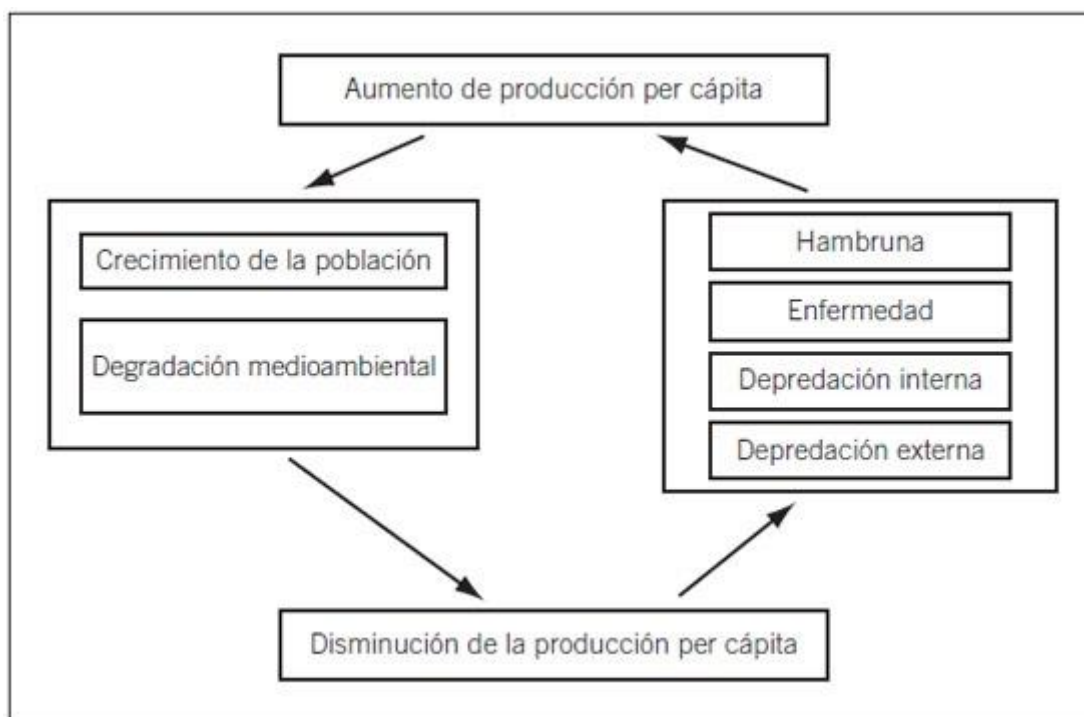 Aumento de producción per cápita
Crecimiento de la población
Degradación medioambiental
Hambruna
Enfermedad
Depredación interna
Depredación externa
Disminución de la producción per cápita